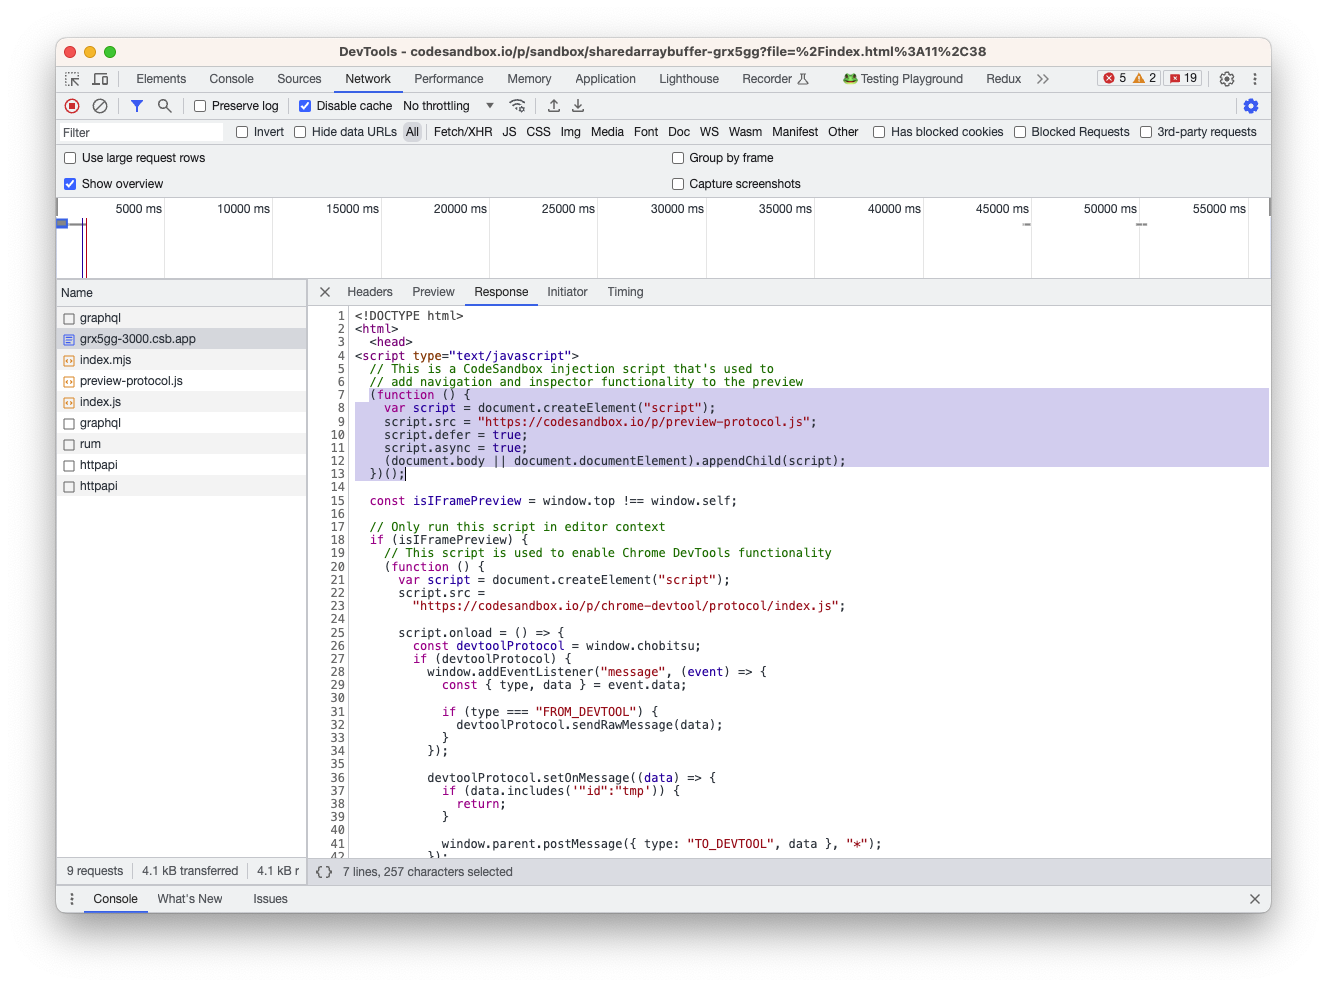 DevTools - codesandbox.io/p/sandbox/sharedarraybuffer-grx5gg?file=%2Findex.html%3A11%2C38
Elements Console Sources Network Performance Memory Application Lighthouse Recorder 🐸 Testing Playground Redux 5 2 19
Preserve log Disable cache No throttling
Filter Invert Hide data URLs All Fetch/XHR JS CSS Img Media Font Doc WS Wasm Manifest Other Has blocked cookies Blocked Requests 3rd-party requests
Use large request rows Group by frame
Show overview Capture screenshots
5000 ms 10000 ms 15000 ms 20000 ms 25000 ms 30000 ms 35000 ms 40000 ms 45000 ms 50000 ms 55000 ms
Name
graphql
grx5gg-3000.csb.app
index.mjs
preview-protocol.js
index.js
graphql
rum
httpapi
httpapi
9 requests 4.1 kB transferred 4.1 kB r
Headers Preview Response Initiator Timing
1 <!DOCTYPE html>
2 <html>
3   <head>
4 <script type="text/javascript">
5   // This is a CodeSandbox injection script that's used to
6   // add navigation and inspector functionality to the preview
7   (function () {
8     var script = document.createElement("script");
9     script.src = "https://codesandbox.io/p/preview-protocol.js";
10     script.defer = true;
11     script.async = true;
12     (document.body || document.documentElement).appendChild(script);
13   })();
14
15   const isIFramePreview = window.top !== window.self;
16
17   // Only run this script in editor context
18   if (isIFramePreview) {
19     // This script is used to enable Chrome DevTools functionality
20     (function () {
21       var script = document.createElement("script");
22       script.src =
23         "https://codesandbox.io/p/chrome-devtool/protocol/index.js";
24
25       script.onload = () => {
26         const devtoolProtocol = window.chobitsu;
27         if (devtoolProtocol) {
28           window.addEventListener("message", (event) => {
29             const { type, data } = event.data;
30
31             if (type === "FROM_DEVTOOL") {
32               devtoolProtocol.sendRawMessage(data);
33             }
34           });
35
36           devtoolProtocol.setOnMessage((data) => {
37             if (data.includes('"id":"tmp')) {
38               return;
39             }
40
41             window.parent.postMessage({ type: "TO_DEVTOOL", data }, "*");
42           });
{} 7 lines, 257 characters selected
Console What's New Issues